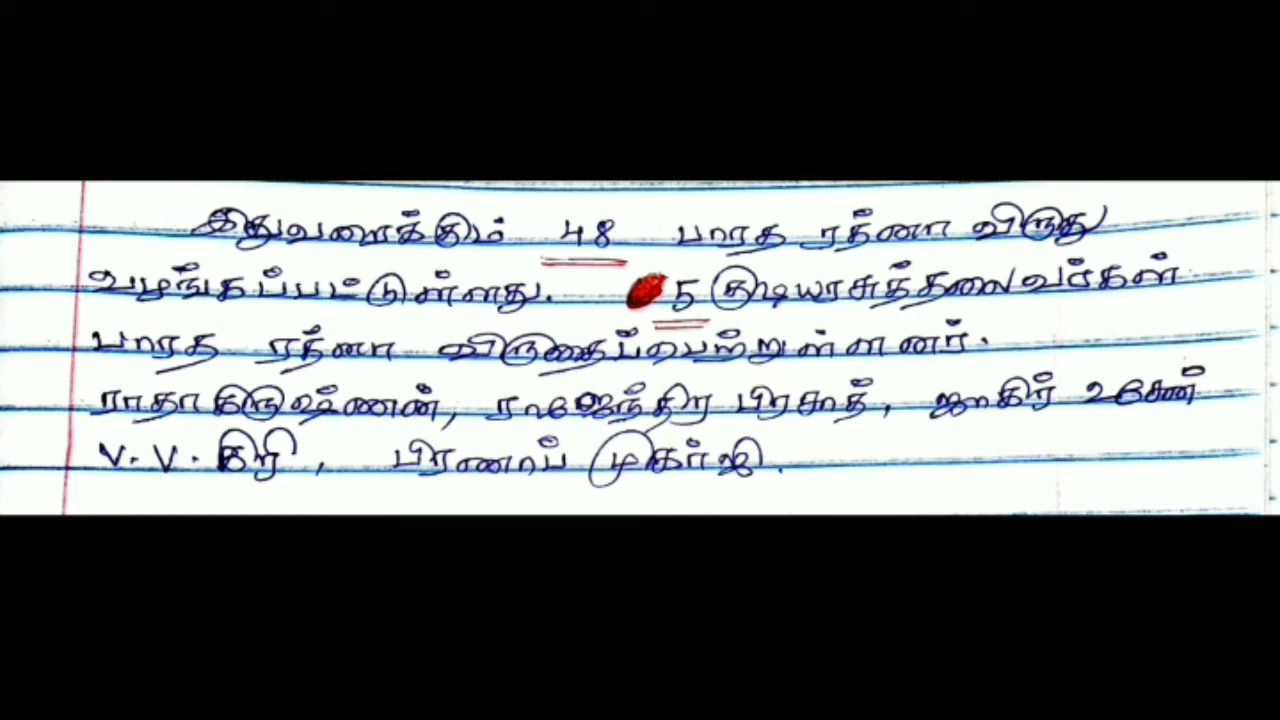 இதுவரைக்கும் 48 பாரத ரத்னா விருது
வழங்கப்பட்டுள்ளது. 5 குடியரசுத்தலைவர்கள்
பாரத ரத்னா விருதைப்பெற்றுள்ளனர்.
ராதாகிருஷ்ணன், ராஜேந்திர பிரசாத், ஜாகிர் உசேன்
V.V.கிரி, பிரணாப் முகர்ஜி.